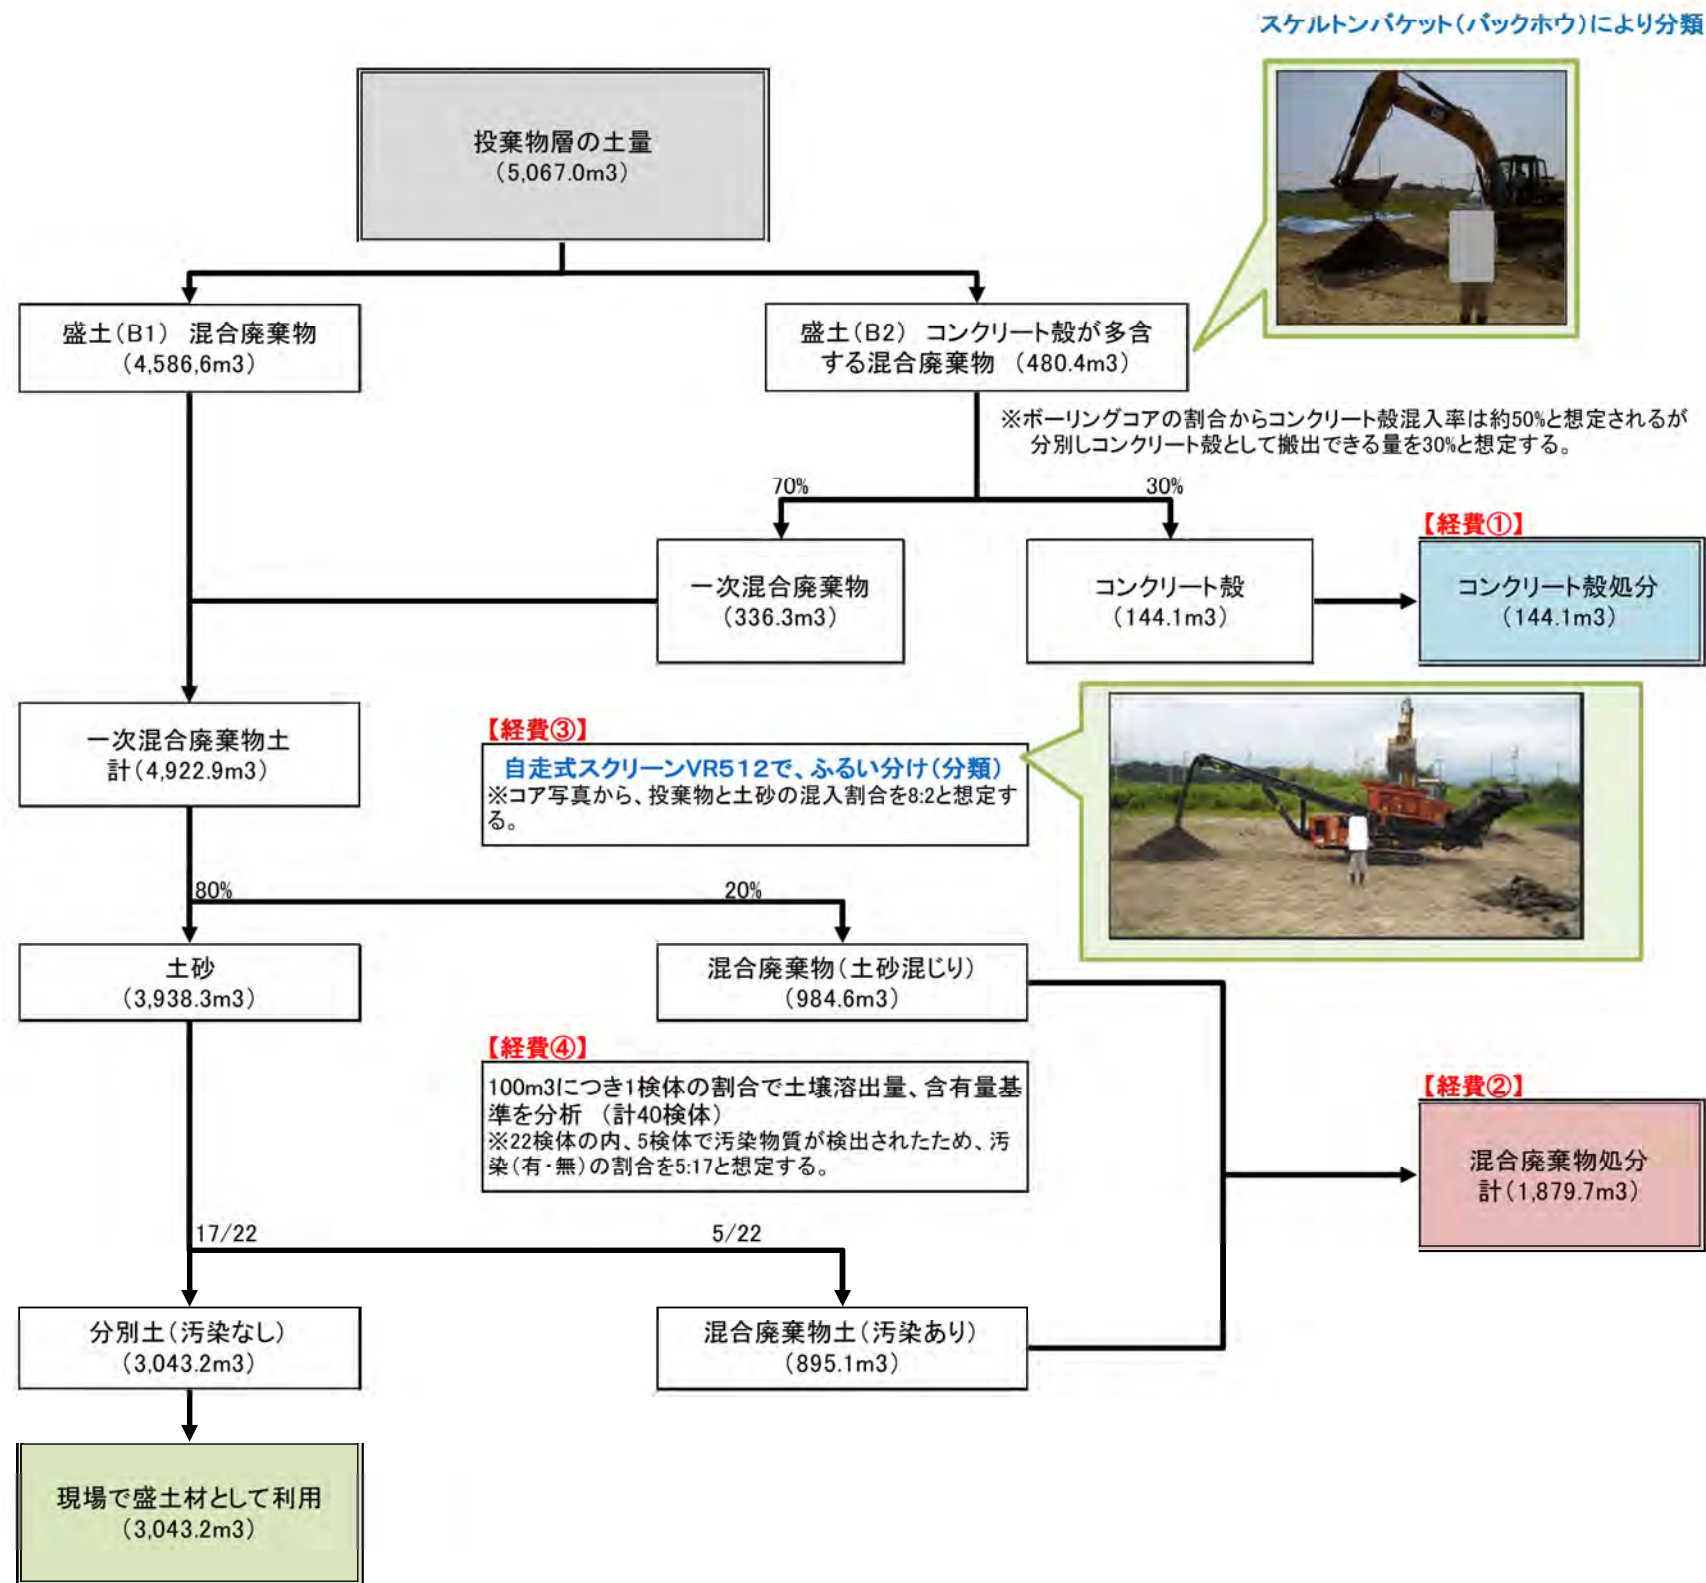 スケルトンバケット(バックホウ)により分類
投棄物層の土量
(5,067.0m3)
盛土(B1) 混合廃棄物
(4,586,6m3)
盛土(B2) コンクリート殻が多含
する混合廃棄物 (480.4m3)
※ボーリングコアの割合からコンクリート殻混入率は約50%と想定されるが
分別しコンクリート殻として搬出できる量を30%と想定する。
70%
30%
【経費①】
一次混合廃棄物
(336.3m3)
コンクリート殻
(144.1m3)
コンクリート殻処分
(144.1m3)
一次混合廃棄物土
計(4,922.9m3)
【経費③】
自走式スクリーンVR512で、ふるい分け(分類)
※コア写真から、投棄物と土砂の混入割合を8:2と想定す
る。
80%
20%
土砂
(3,938.3m3)
混合廃棄物(土砂混じり)
(984.6m3)
【経費④】
100m3につき1検体の割合で土壌溶出量、含有量基
準を分析 (計40検体)
※22検体の内、5検体で汚染物質が検出されたため、汚
染(有・無)の割合を5:17と想定する。
【経費②】
混合廃棄物処分
計(1,879.7m3)
17/22
5/22
分別土(汚染なし)
(3,043.2m3)
混合廃棄物土(汚染あり)
(895.1m3)
現場で盛土材として利用
(3,043.2m3)